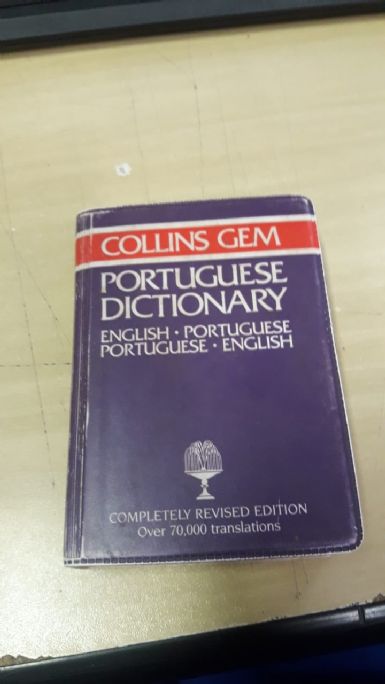 COLLINS GEM
PORTUGUESE
DICTIONARY
ENGLISH · PORTUGUESE
PORTUGUESE · ENGLISH
COMPLETELY REVISED EDITION
Over 70,000 translations